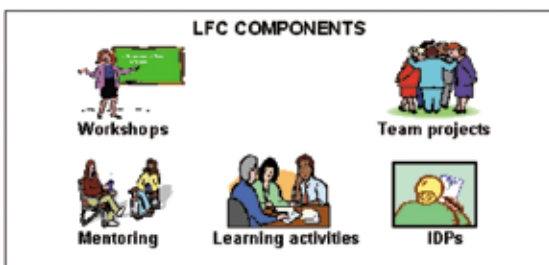 LFC COMPONENTS
Workshops
Team projects
Mentoring
Learning activities
IDPs